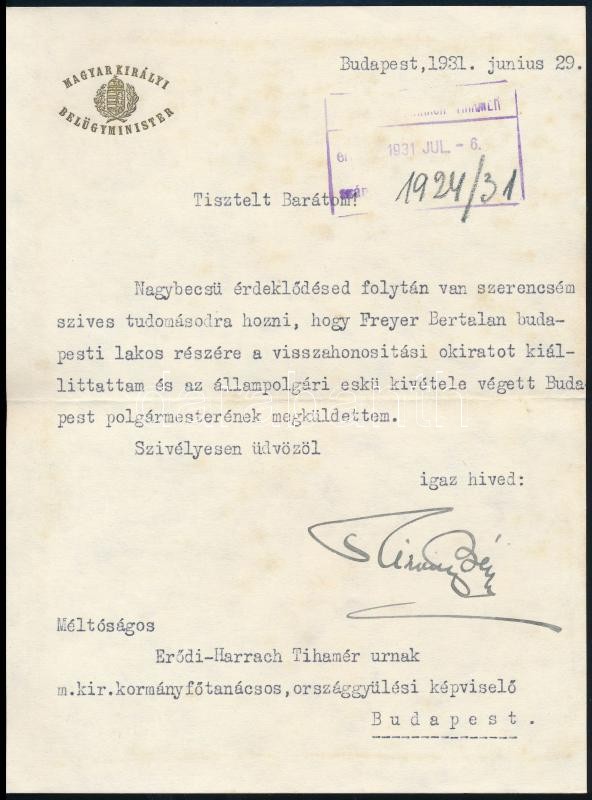 MAGYAR KIRÁLYI
BELÜGYMINISTER
Budapest,1931. junius 29.
TIHAMÉR
1931 JUL. - 6.
1924/31
Tisztelt Barátom!
Nagybecsü érdeklődésed folytán van szerencsém
szives tudomásodra hozni, hogy Freyer Bertalan buda-
pesti lakos részére a visszahonositási okiratot kiál-
littattam és az állampolgári eskü kivétele végett Buda-
pest polgármesterének megküldettem.
Szivélyesen üdvözöl
igaz hived:
Méltóságos
Erődi-Harrach Tihamér urnak
m.kir.kormányfőtanácsos,országgyülési képviselő
Budapest.